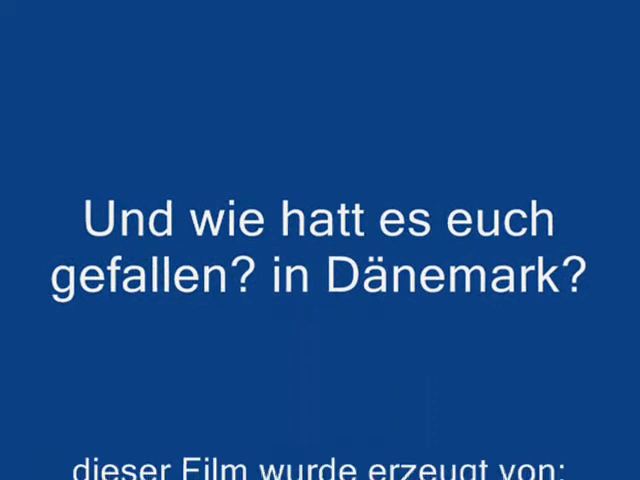 Und wie hatt es euch
gefallen? in Dänemark?
dieser Film wurde erzeugt von: